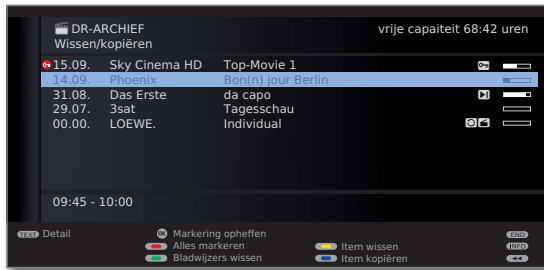 DR-ARCHIEF vrije capaiteit 68:42 uren
Wissen/kopiëren
15.09. Sky Cinema HD Top-Movie 1
14.09. Phoenix Bon(n) jour Berlin
31.08. Das Erste da capo
29.07. 3sat Tagesschau
00.00. LOEWE. Individual
09:45 - 10:00
TEXT Detail OK Markering opheffen END
Alles markeren Item wissen INFO
Bladwijzers wissen Item kopiëren